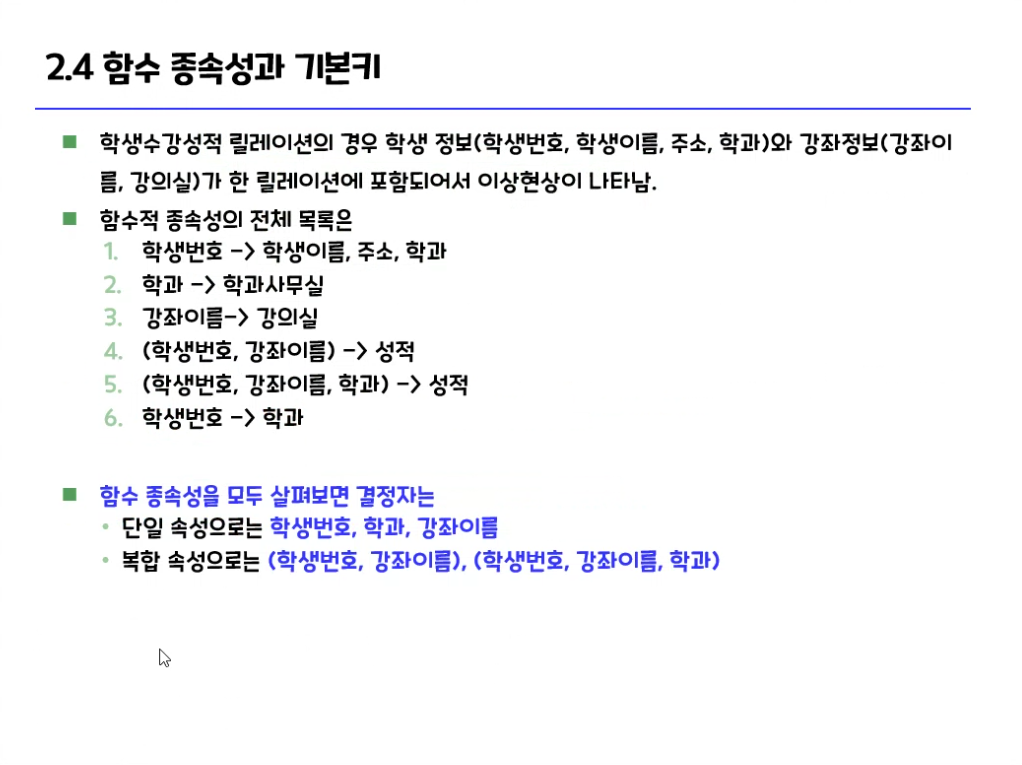 2.4 함수 종속성과 기본키
■ 학생수강성적 릴레이션의 경우 학생 정보(학생번호, 학생이름, 주소, 학과)와 강좌정보(강좌이
름, 강의실)가 한 릴레이션에 포함되어서 이상현상이 나타남.
■ 함수적 종속성의 전체 목록은
1. 학생번호 -> 학생이름, 주소, 학과
2. 학과 -> 학과사무실
3. 강좌이름-> 강의실
4. (학생번호, 강좌이름) -> 성적
5. (학생번호, 강좌이름, 학과) -> 성적
6. 학생번호 -> 학과
■ 함수 종속성을 모두 살펴보면 결정자는
• 단일 속성으로는 학생번호, 학과, 강좌이름
• 복합 속성으로는 (학생번호, 강좌이름), (학생번호, 강좌이름, 학과)